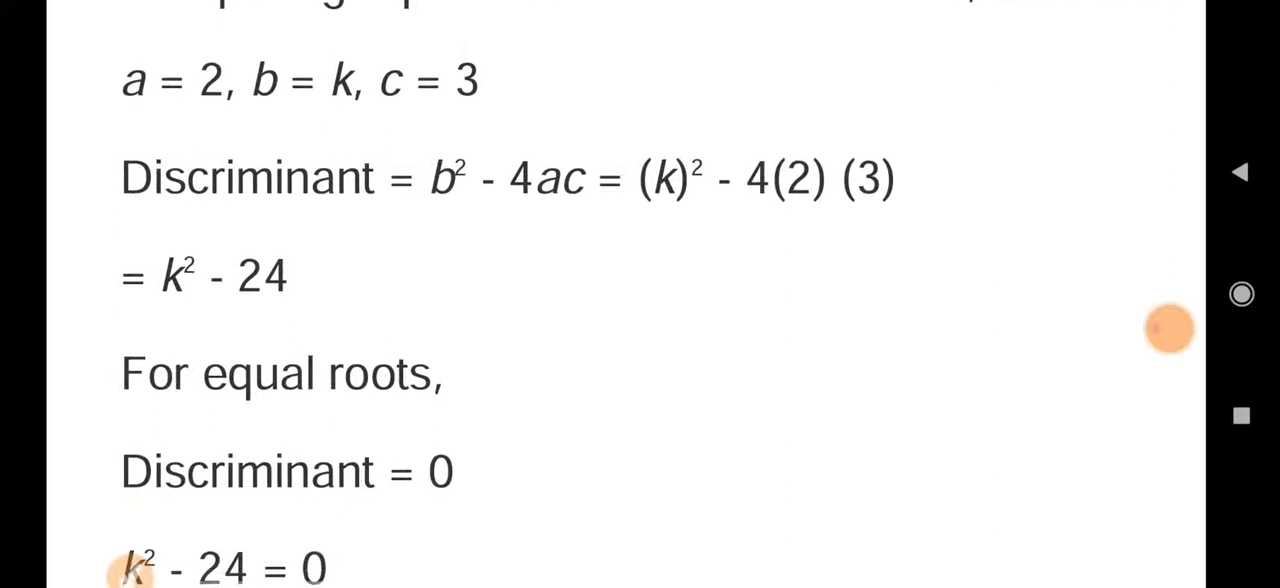 a = 2, b = k, c = 3
Discriminant = b² - 4ac = (k)² - 4(2) (3)
= k² - 24
For equal roots,
Discriminant = 0
k² - 24 = 0